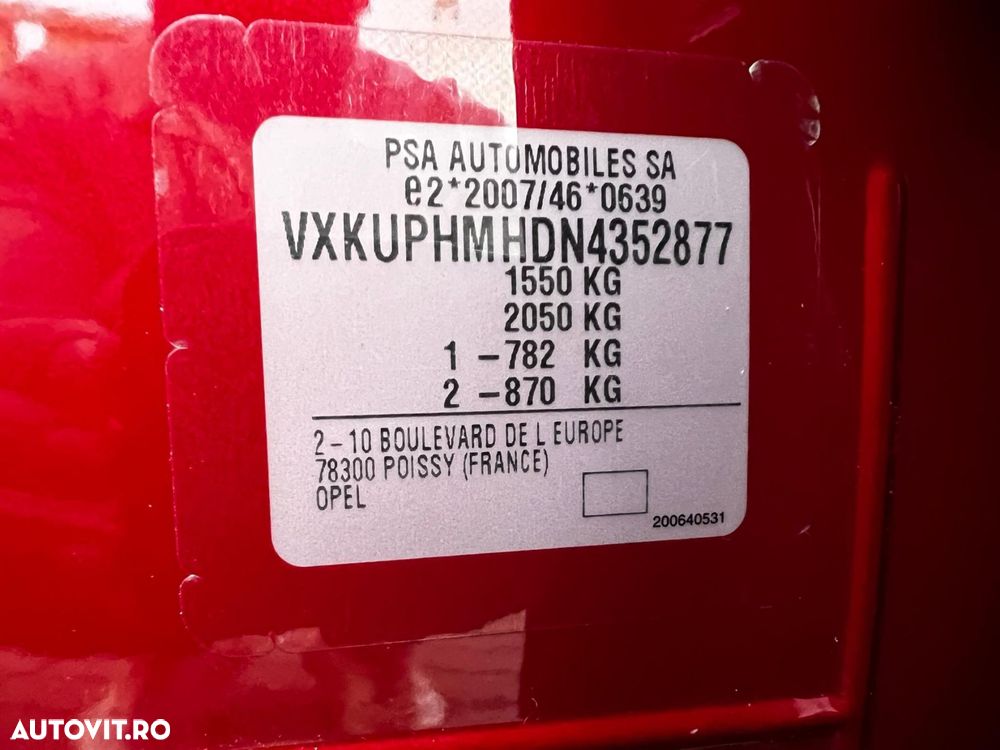 PSA AUTOMOBILES SA
e2*2007/46*0639
VXKUPHMHDN4352877
1550 KG
2050 KG
1 -782 KG
2 -870 KG
2-10 BOULEVARD DE L EUROPE
78300 POISSY (FRANCE)
OPEL
200640531
AUTOVIT.RO